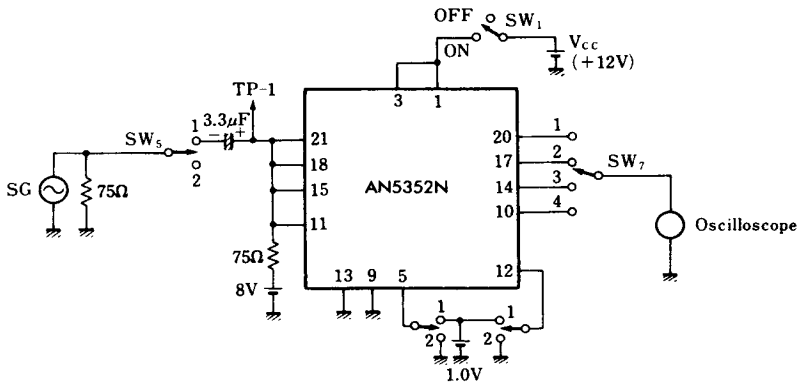 OFF SW1
ON
VCC
(+12V)
TP-1
3 1
3.3μF
SW5
1
− +
2
21
18
15
11
20
17
14
10
12
1
2
3
4
SW7
SG
75Ω
AN5352N
Oscilloscope
75Ω
8V
13 9 5
1 1
2 2
1.0V